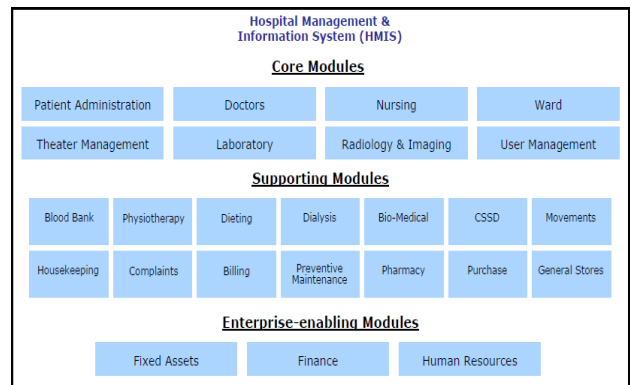 Hospital Management &
Information System (HMIS)
Core Modules
Patient Administration
Doctors
Nursing
Ward
Theater Management
Laboratory
Radiology & Imaging
User Management
Supporting Modules
Blood Bank
Physiotherapy
Dieting
Dialysis
Bio-Medical
CSSD
Movements
Housekeeping
Complaints
Billing
Preventive
Maintenance
Pharmacy
Purchase
General Stores
Enterprise-enabling Modules
Fixed Assets
Finance
Human Resources